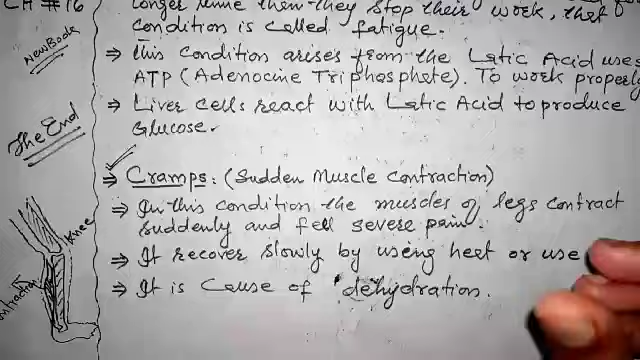 CH #16
longer time then they stop their work, that
condition is called fatigue.
New Book
⇒ This Condition arises from the Latic Acid uses
ATP (Adenocine Triphosphate). To work properly
⇒ Liver cells react with Latic Acid to produce
Glucose.
The End
⇒ Cramps: (Sudden Muscle Contraction)
⇒ In this condition the muscles of legs contract
suddenly and fell severe pain.
Knee
⇒ It recover slowly by using heet or use
contraction
⇒ It is Cause of dehydration.